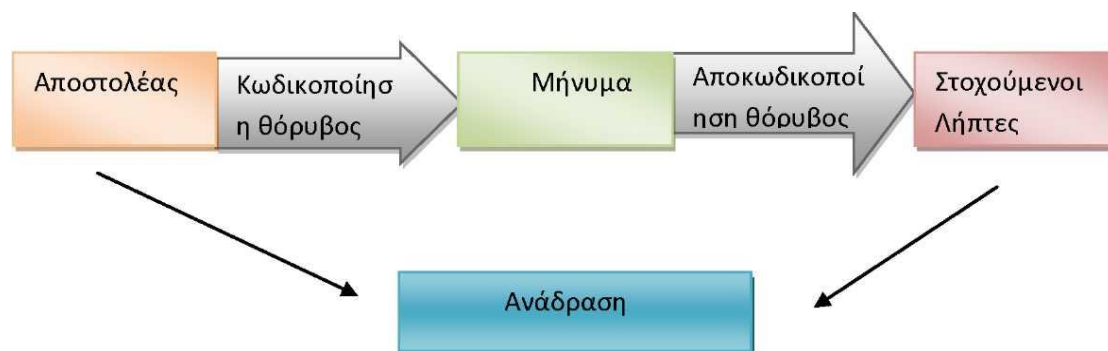 Αποστολέας
Κωδικοποίησ
η θόρυβος
Μήνυμα
Αποκωδικοποί
ηση θόρυβος
Στοχούμενοι
Λήπτες
Ανάδραση